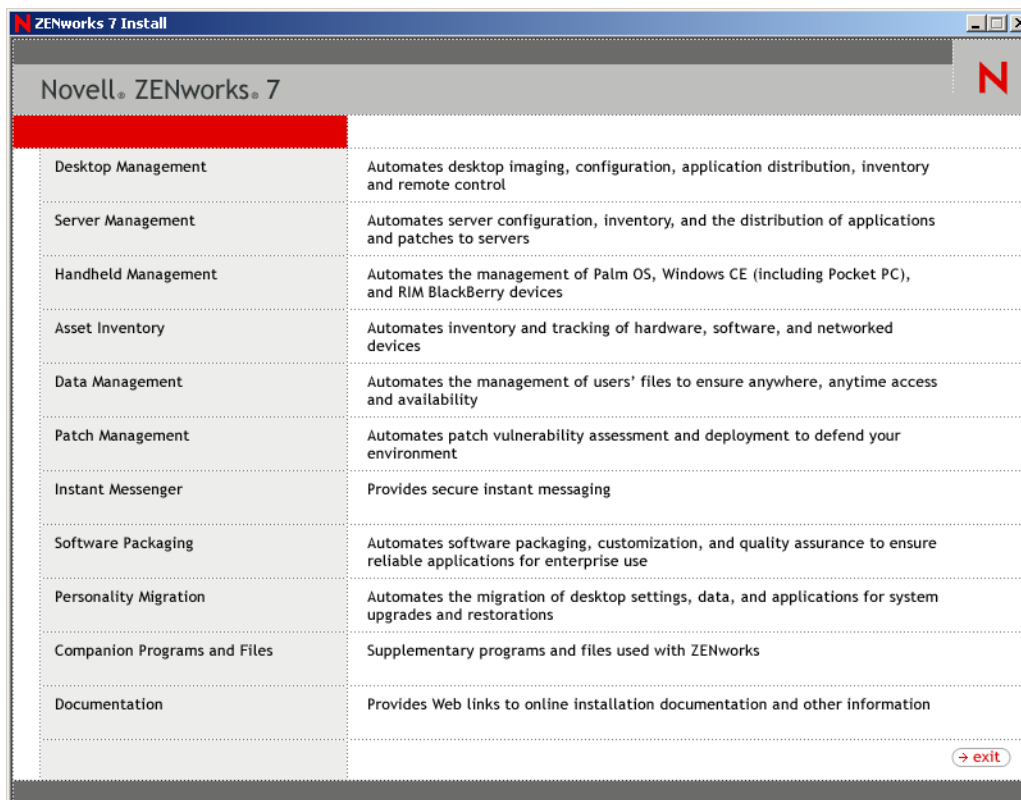 N ZENworks 7 Install
Novell® ZENworks® 7
N
Desktop Management
Automates desktop imaging, configuration, application distribution, inventory
and remote control
Server Management
Automates server configuration, inventory, and the distribution of applications
and patches to servers
Handheld Management
Automates the management of Palm OS, Windows CE (including Pocket PC),
and RIM BlackBerry devices
Asset Inventory
Automates inventory and tracking of hardware, software, and networked
devices
Data Management
Automates the management of users’ files to ensure anywhere, anytime access
and availability
Patch Management
Automates patch vulnerability assessment and deployment to defend your
environment
Instant Messenger
Provides secure instant messaging
Software Packaging
Automates software packaging, customization, and quality assurance to ensure
reliable applications for enterprise use
Personality Migration
Automates the migration of desktop settings, data, and applications for system
upgrades and restorations
Companion Programs and Files
Supplementary programs and files used with ZENworks
Documentation
Provides Web links to online installation documentation and other information
→ exit